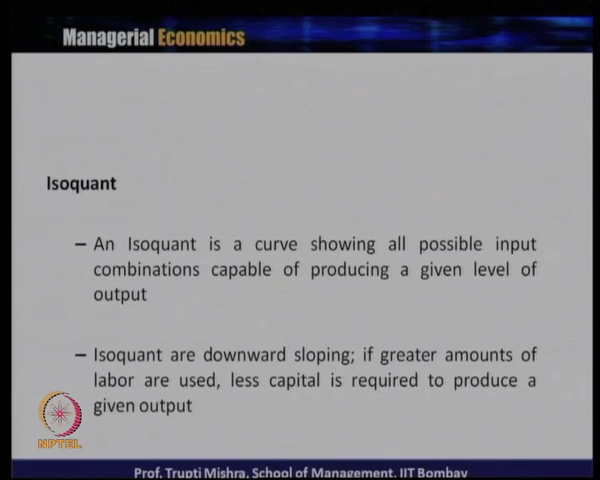 Managerial Economics
Isoquant
– An Isoquant is a curve showing all possible input
combinations capable of producing a given level of
output
– Isoquant are downward sloping; if greater amounts of
labor are used, less capital is required to produce a
given output
NPTEL
Prof. Trupti Mishra, School of Management, IIT Bombay